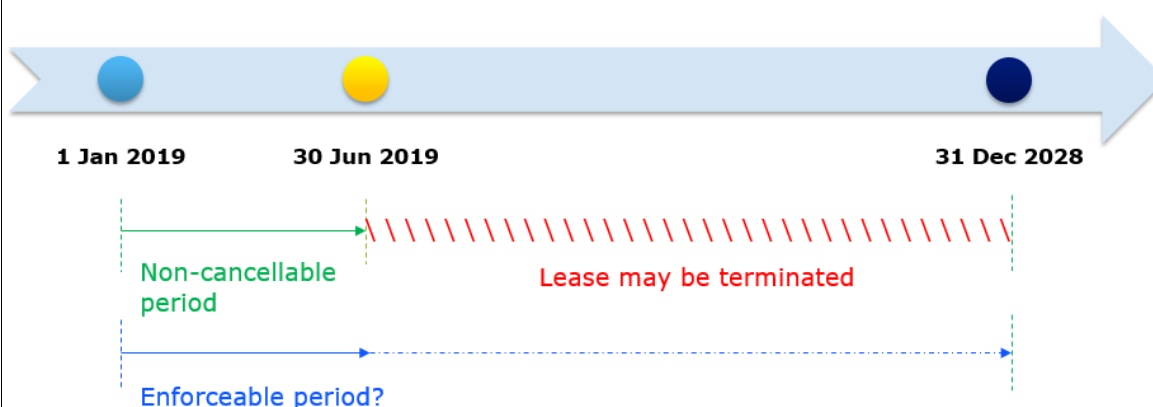 1 Jan 2019
30 Jun 2019
31 Dec 2028
Non-cancellable
period
Lease may be terminated
Enforceable period?